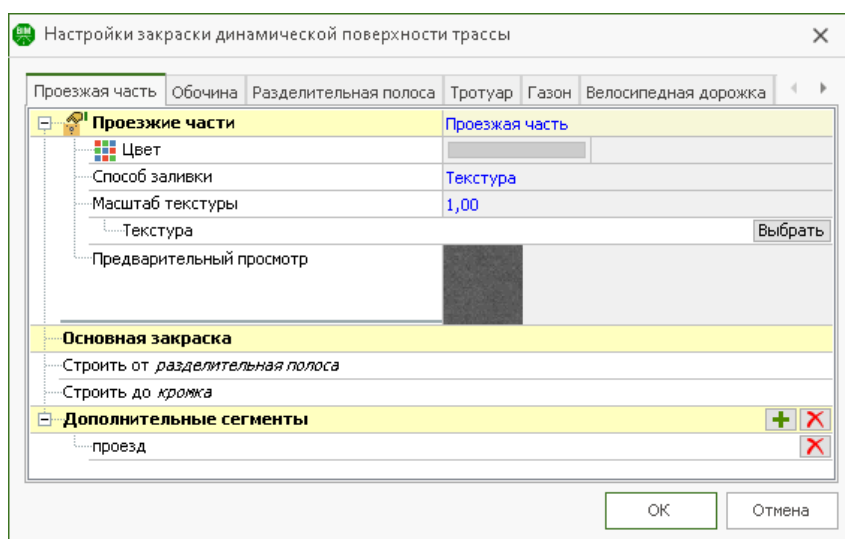 BIM Настройки закраски динамической поверхности трассы
Проезжая часть Обочина Разделительная полоса Тротуар Газон Велосипедная дорожка
Проезжие части Проезжая часть
Цвет
Способ заливки Текстура
Масштаб текстуры 1,00
Текстура Выбрать
Предварительный просмотр
Основная закраска
Строить от разделительная полоса
Строить до кромка
Дополнительные сегменты
проезд
ОК Отмена